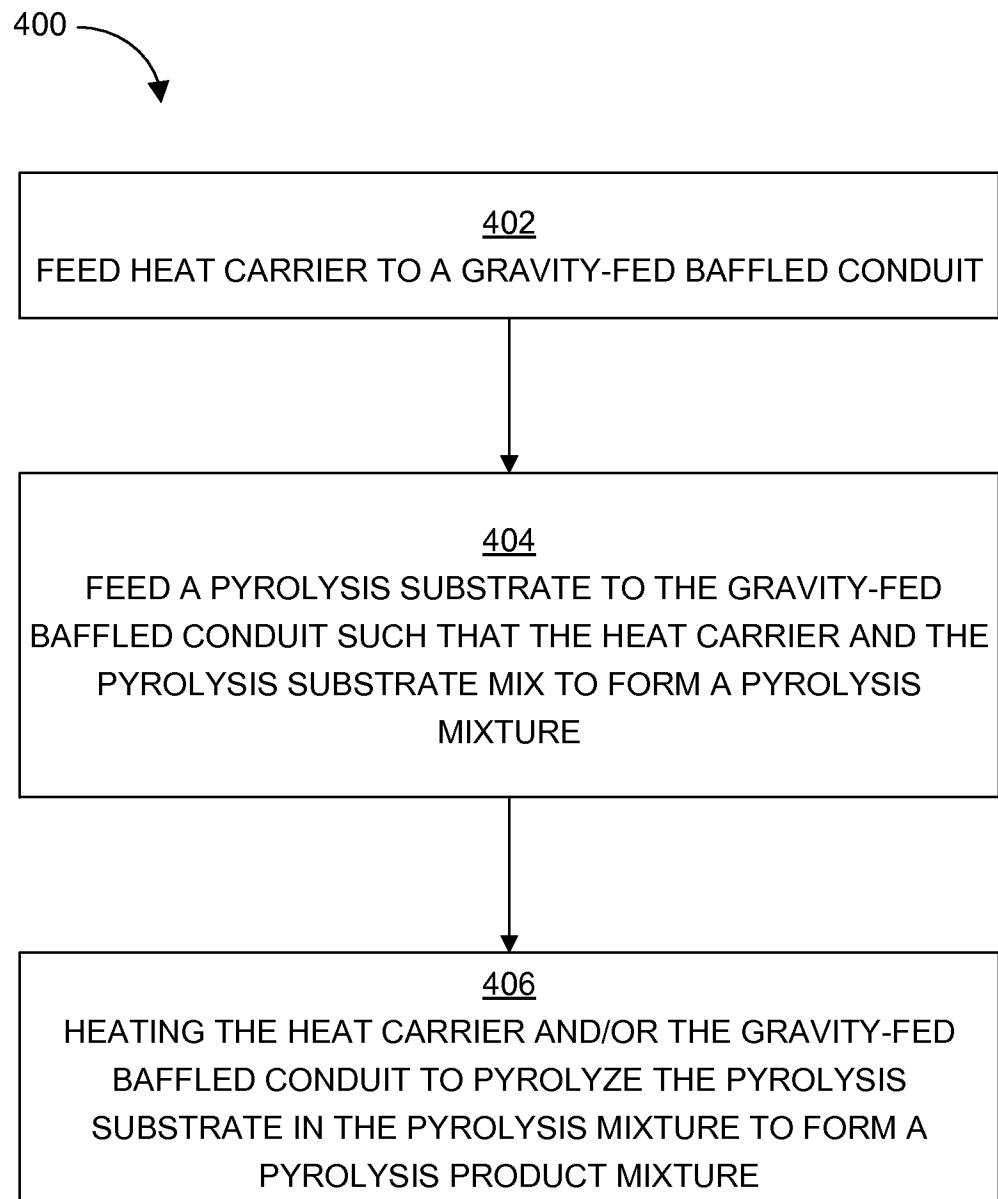 400
402
FEED HEAT CARRIER TO A GRAVITY-FED BAFFLED CONDUIT
404
FEED A PYROLYSIS SUBSTRATE TO THE GRAVITY-FED
BAFFLED CONDUIT SUCH THAT THE HEAT CARRIER AND THE
PYROLYSIS SUBSTRATE MIX TO FORM A PYROLYSIS
MIXTURE
406
HEATING THE HEAT CARRIER AND/OR THE GRAVITY-FED
BAFFLED CONDUIT TO PYROLYZE THE PYROLYSIS
SUBSTRATE IN THE PYROLYSIS MIXTURE TO FORM A
PYROLYSIS PRODUCT MIXTURE